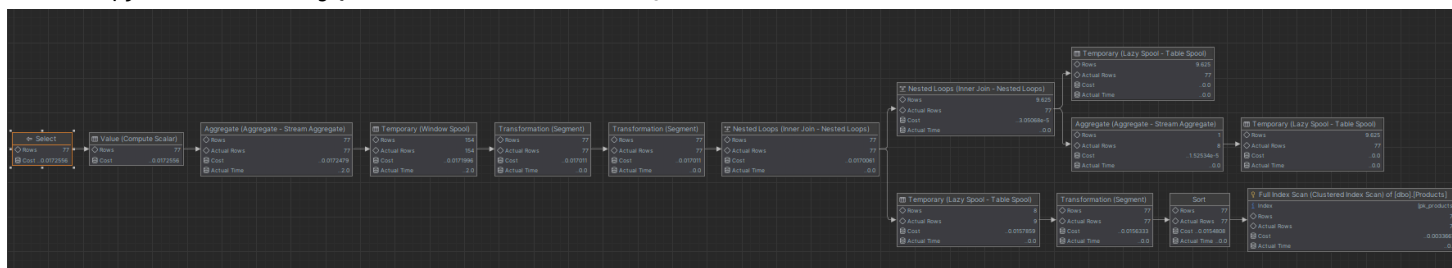 Select
Rows 77
Cost .0.0172556
Value (Compute Scalar)
Rows 77
Cost .0.0172556
Aggregate (Aggregate - Stream Aggregate)
Rows 77
Actual Rows 77
Cost .0.0172479
Actual Time .2.0
Temporary (Window Spool)
Rows 154
Actual Rows 154
Cost .0.0171996
Actual Time .2.0
Transformation (Segment)
Rows 77
Actual Rows 77
Cost .0.017011
Actual Time .0.0
Transformation (Segment)
Rows 77
Actual Rows 77
Cost .0.017011
Actual Time .0.0
Nested Loops (Inner Join - Nested Loops)
Rows 77
Actual Rows 77
Cost .0.0170061
Actual Time .0.0
Nested Loops (Inner Join - Nested Loops)
Rows 9.625
Actual Rows 77
Cost .3.05068e-5
Actual Time .0.0
Temporary (Lazy Spool - Table Spool)
Rows 9.625
Actual Rows 77
Cost .0.0
Actual Time .0.0
Aggregate (Aggregate - Stream Aggregate)
Rows 1
Actual Rows 8
Cost .1.52534e-5
Actual Time .0.0
Temporary (Lazy Spool - Table Spool)
Rows 9.625
Actual Rows 77
Cost .0.0
Actual Time .0.0
Temporary (Lazy Spool - Table Spool)
Rows 8
Actual Rows 9
Cost .0.0157859
Actual Time .0.0
Transformation (Segment)
Rows 77
Actual Rows 77
Cost .0.0156333
Actual Time .0.0
Sort
Rows 77
Actual Rows 77
Cost .0.0154808
Actual Time .0.0
Full Index Scan (Clustered Index Scan) of [dbo].[Products]
Index [pk_products
Rows
Actual Rows
Cost
Actual Time